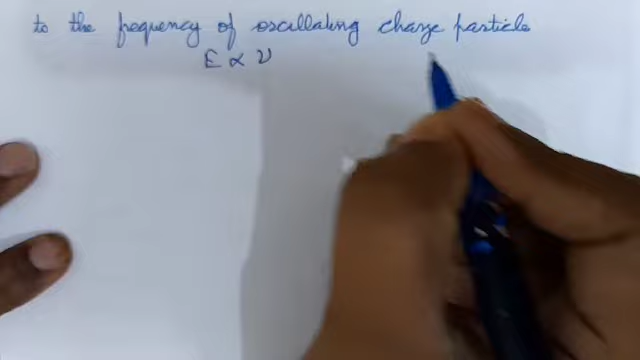 to the frequency of oscillating charge particle
E ∝ ν